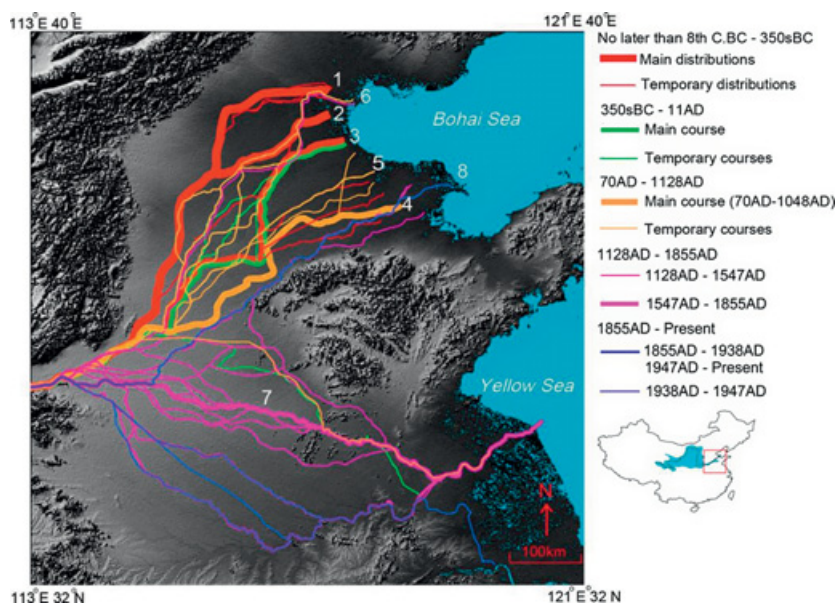 113° E 40'
121° E 40'
1
2
3
4
5
6
7
8
Bohai Sea
Yellow Sea
N
100km
113° E 32' N
121° E 32' N
No later than 8th C.BC - 350sBC
Main distributions
Temporary distributions
350sBC - 11AD
Main course
Temporary courses
70AD - 1128AD
Main course (70AD-1048AD)
Temporary courses
1128AD - 1855AD
1128AD - 1547AD
1547AD - 1855AD
1855AD - Present
1855AD - 1938AD
1947AD - Present
1938AD - 1947AD